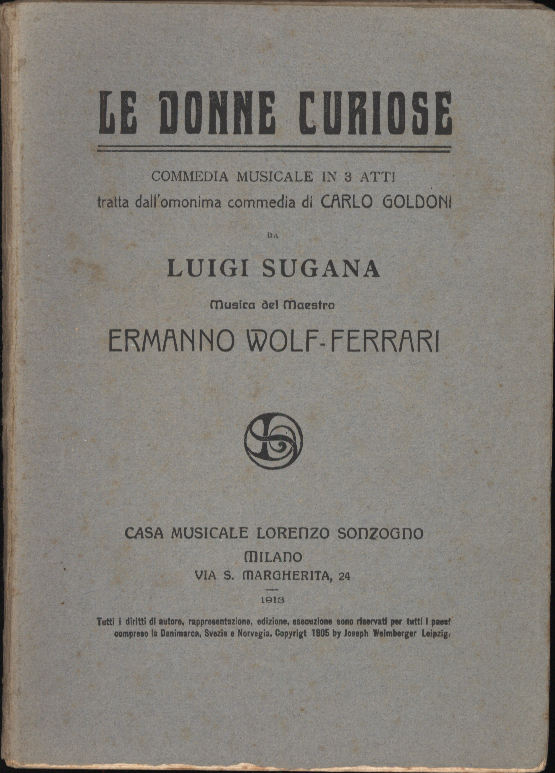 LE DONNE CURIOSE
COMMEDIA MUSICALE IN 3 ATTI
tratta dall'omonima commedia di CARLO GOLDONI
DA
LUIGI SUGANA
Musica del Maestro
ERMANNO WOLF-FERRARI
CASA MUSICALE LORENZO SONZOGNO
MILANO
VIA S. MARGHERITA, 24
1913
Tutti i diritti di autore, rappresentazione, edizione, esecuzione sono riservati per tutti i paesi
compreso la Danimarca, Svezia e Norvegia. Copyrigt 1905 by Joseph Weimberger Leipzig.